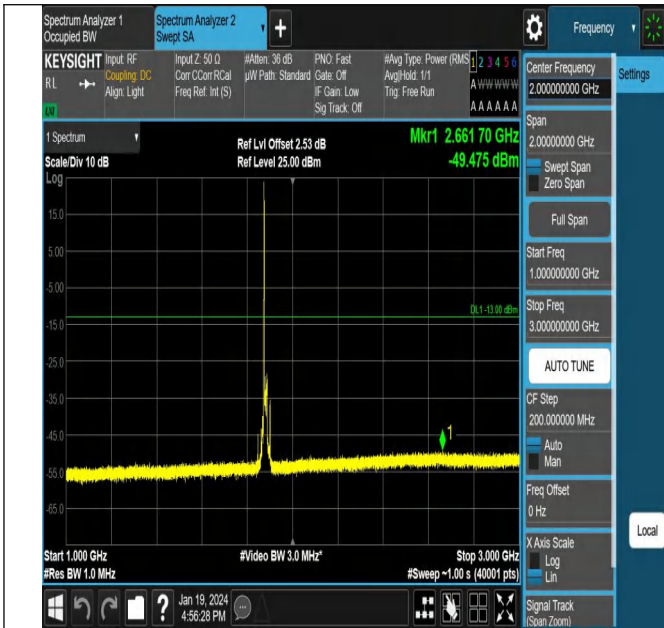 Spectrum Analyzer 1
Occupied BW
Spectrum Analyzer 2
Swept SA
+
Frequency
KEYSIGHT
RL
LXI
Input: RF
Coupling: DC
Align: Light
Input Z: 50 Ω
Corr CCorr RCal
Freq Ref: Int (S)
#Atten: 36 dB
µW Path: Standard
PNO: Fast
Gate: Off
IF Gain: Low
Sig Track: Off
#Avg Type: Power (RMS
Avg|Hold: 1/1
Trig: Free Run
1 2 3 4 5 6
A W W W W W
A A A A A A
1 Spectrum
Scale/Div 10 dB
Ref Lvl Offset 2.53 dB
Ref Level 25.00 dBm
Mkr1 2.661 70 GHz
-49.475 dBm
Log
15.0
5.00
-5.00
-15.0
-25.0
-35.0
-45.0
-55.0
-65.0
DL1 -13.00 dBm
1
Start 1.000 GHz
#Res BW 1.0 MHz
#Video BW 3.0 MHz*
Stop 3.000 GHz
#Sweep ~1.00 s (40001 pts)
Jan 19, 2024
4:56:28 PM
Center Frequency
2.000000000 GHz
Settings
Span
2.00000000 GHz
Swept Span
Zero Span
Full Span
Start Freq
1.000000000 GHz
Stop Freq
3.000000000 GHz
AUTO TUNE
CF Step
200.000000 MHz
Auto
Man
Freq Offset
0 Hz
Local
X Axis Scale
Log
Lin
Signal Track
(Span Zoom)